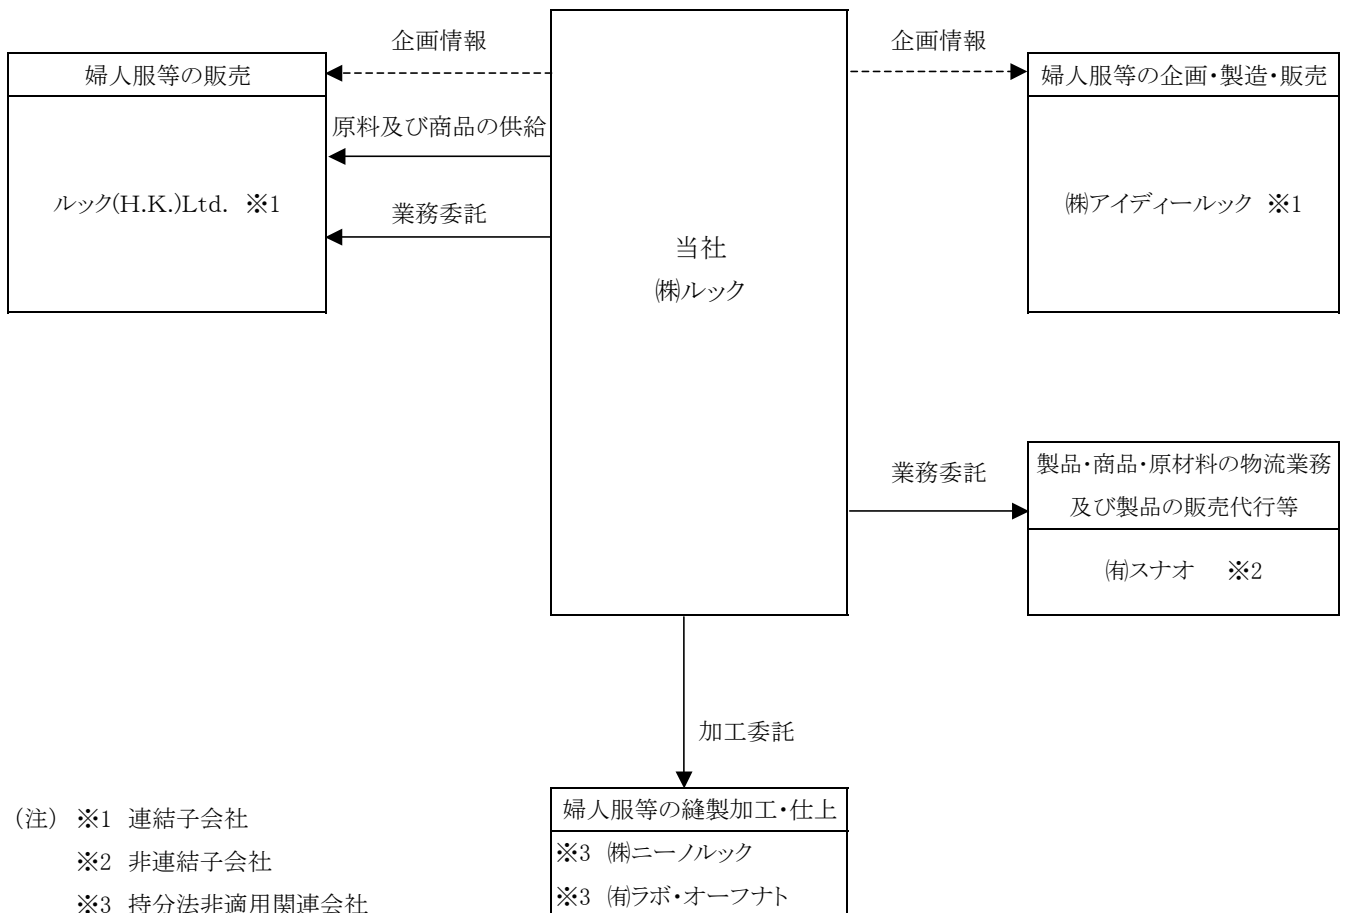 企画情報
婦人服等の販売
原料及び商品の供給
ルック(H.K.)Ltd. ※1
業務委託
当社
㈱ルック
企画情報
婦人服等の企画・製造・販売
㈱アイディールック ※1
業務委託
製品・商品・原材料の物流業務
及び製品の販売代行等
㈲スナオ ※2
加工委託
婦人服等の縫製加工・仕上
※3 ㈱ニーノルック
※3 ㈲ラボ・オーフナト
(注) ※1 連結子会社
※2 非連結子会社
※3 持分法非適用関連会社